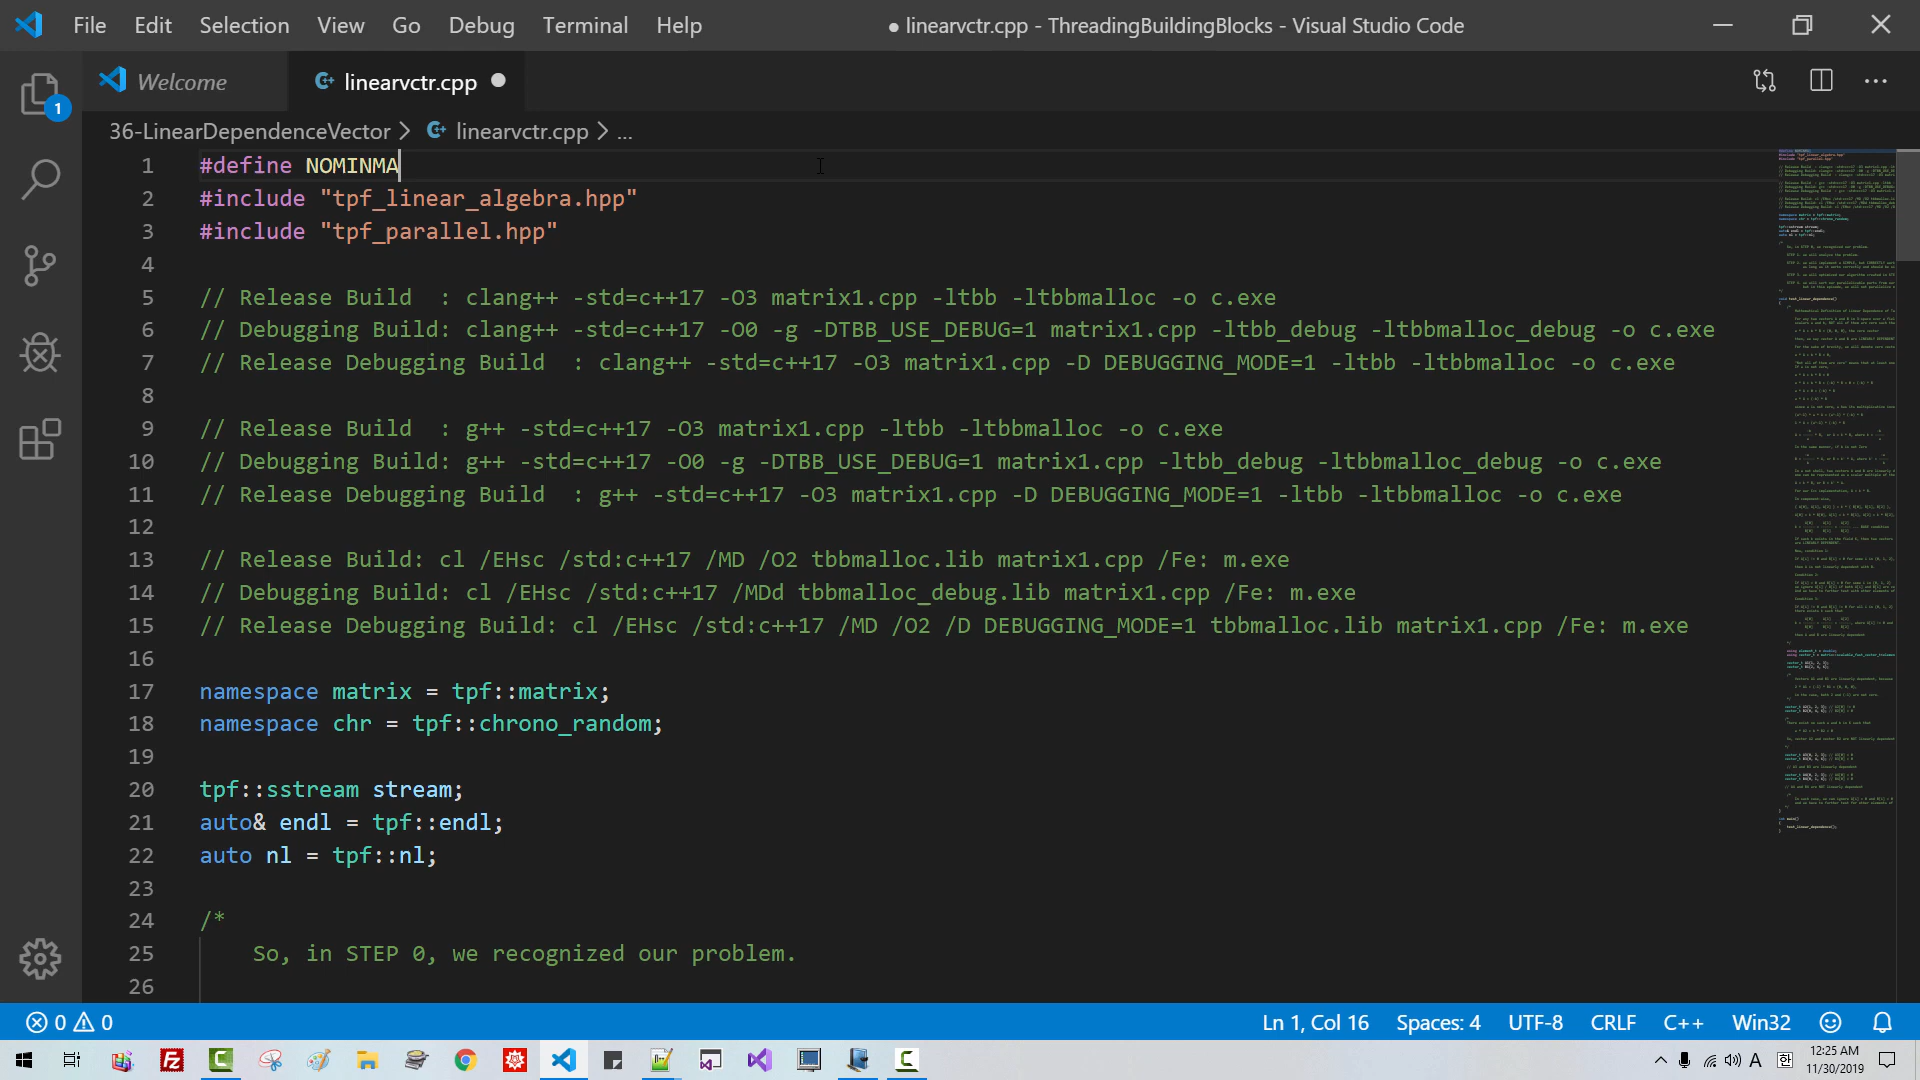 File Edit Selection View Go Debug Terminal Help ● linearvctr.cpp - ThreadingBuildingBlocks - Visual Studio Code
Welcome linearvctr.cpp
1
36-LinearDependenceVector > linearvctr.cpp > ...
1 #define NOMINMA
2 #include "tpf_linear_algebra.hpp"
3 #include "tpf_parallel.hpp"
4
5 // Release Build  : clang++ -std=c++17 -O3 matrix1.cpp -ltbb -ltbbmalloc -o c.exe
6 // Debugging Build: clang++ -std=c++17 -O0 -g -DTBB_USE_DEBUG=1 matrix1.cpp -ltbb_debug -ltbbmalloc_debug -o c.exe
7 // Release Debugging Build  : clang++ -std=c++17 -O3 matrix1.cpp -D DEBUGGING_MODE=1 -ltbb -ltbbmalloc -o c.exe
8
9 // Release Build  : g++ -std=c++17 -O3 matrix1.cpp -ltbb -ltbbmalloc -o c.exe
10 // Debugging Build: g++ -std=c++17 -O0 -g -DTBB_USE_DEBUG=1 matrix1.cpp -ltbb_debug -ltbbmalloc_debug -o c.exe
11 // Release Debugging Build  : g++ -std=c++17 -O3 matrix1.cpp -D DEBUGGING_MODE=1 -ltbb -ltbbmalloc -o c.exe
12
13 // Release Build: cl /EHsc /std:c++17 /MD /O2 tbbmalloc.lib matrix1.cpp /Fe: m.exe
14 // Debugging Build: cl /EHsc /std:c++17 /MDd tbbmalloc_debug.lib matrix1.cpp /Fe: m.exe
15 // Release Debugging Build: cl /EHsc /std:c++17 /MD /O2 /D DEBUGGING_MODE=1 tbbmalloc.lib matrix1.cpp /Fe: m.exe
16
17 namespace matrix = tpf::matrix;
18 namespace chr = tpf::chrono_random;
19
20 tpf::sstream stream;
21 auto& endl = tpf::endl;
22 auto nl = tpf::nl;
23
24 /*
25 So, in STEP 0, we recognized our problem.
26
0 0 Ln 1, Col 16 Spaces: 4 UTF-8 CRLF C++ Win32
A 한 12:25 AM
11/30/2019